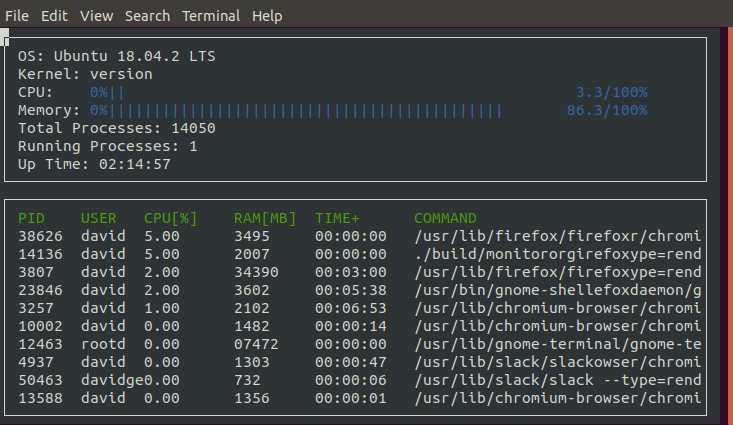 File Edit View Search Terminal Help
OS: Ubuntu 18.04.2 LTS
Kernel: version
CPU: 0%|| 3.3/100%
Memory: 0%|||||||||||||||||||||||||||||||||||||||||||| 86.3/100%
Total Processes: 14050
Running Processes: 1
Up Time: 02:14:57
PID USER CPU[%] RAM[MB] TIME+ COMMAND
38626 david 5.00 3495 00:00:00 /usr/lib/firefox/firefoxr/chromi
14136 david 5.00 2007 00:00:00 ./build/monitororgirefoxype=rend
3807 david 2.00 34390 00:03:00 /usr/lib/firefox/firefoxype=rend
23846 david 2.00 3602 00:05:38 /usr/bin/gnome-shellefoxdaemon/g
3257 david 1.00 2102 00:06:53 /usr/lib/chromium-browser/chromi
10002 david 0.00 1482 00:00:14 /usr/lib/chromium-browser/chromi
12463 rootd 0.00 07472 00:00:00 /usr/lib/gnome-terminal/gnome-te
4937 david 0.00 1303 00:00:47 /usr/lib/slack/slackowser/chromi
50463 davidge0.00 732 00:00:06 /usr/lib/slack/slack --type=rend
13588 david 0.00 1356 00:00:01 /usr/lib/chromium-browser/chromi